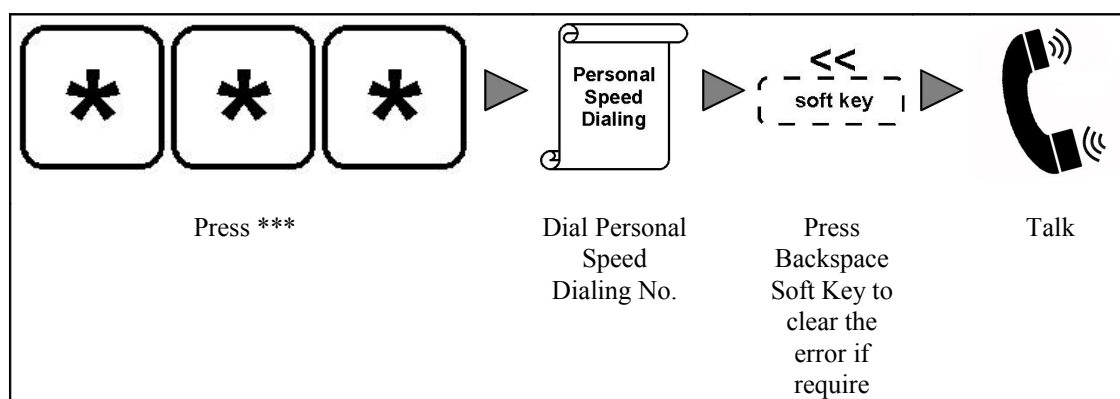 * * *
Personal
Speed
Dialing
<<
soft key
Press ***
Dial Personal
Speed
Dialing No.
Press
Backspace
Soft Key to
clear the
error if
require
Talk